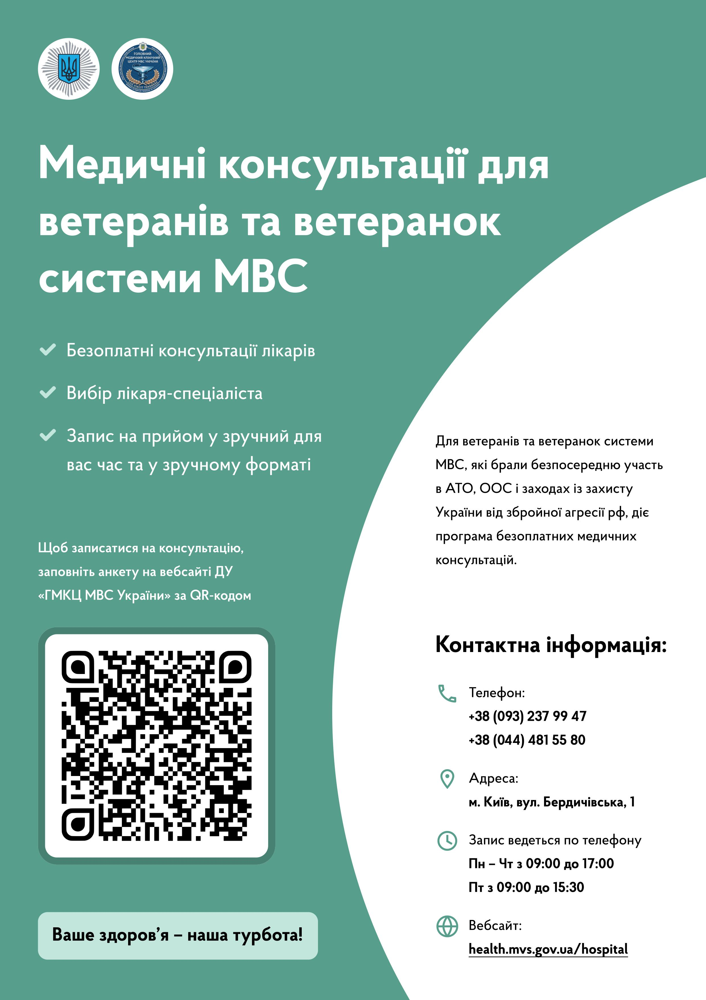 ГОЛОВНИЙ
МЕДИЧНИЙ КЛІНІЧНИЙ
ЦЕНТР МВС УКРАЇНИ
LUX VINCIT TENEBRAS
Медичні консультації для
ветеранів та ветеранок
системи МВС
Безоплатні консультації лікарів
Вибір лікаря-спеціаліста
Запис на прийом у зручний для
вас час та у зручному форматі
Щоб записатися на консультацію,
заповніть анкету на вебсайті ДУ
«ГМКЦ МВС України» за QR-кодом
Ваше здоров’я – наша турбота!
Для ветеранів та ветеранок системи
МВС, які брали безпосередню участь
в АТО, ООС і заходах із захисту
України від збройної агресії рф, діє
програма безоплатних медичних
консультацій.
Контактна інформація:
Телефон:
+38 (093) 237 99 47
+38 (044) 481 55 80
Адреса:
м. Київ, вул. Бердичівська, 1
Запис ведеться по телефону
Пн – Чт з 09:00 до 17:00
Пт з 09:00 до 15:30
Вебсайт:
health.mvs.gov.ua/hospital